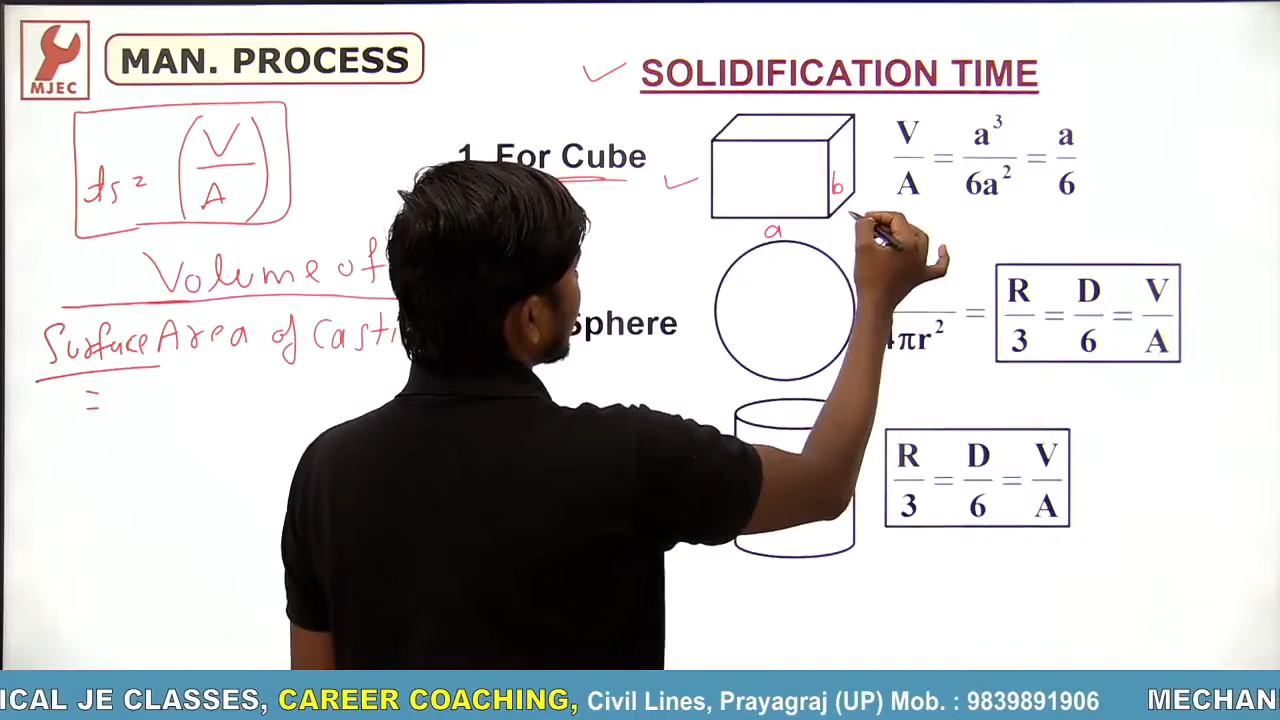 MJEC
MAN. PROCESS
SOLIDIFICATION TIME
ts = (V/A)
1. For Cube
a
b
V/A = a³/6a² = a/6
Volume of
Surface Area of Casti
=
Sphere
4πr² = R/3 = D/6 = V/A
R/3 = D/6 = V/A
ICAL JE CLASSES, CAREER COACHING, Civil Lines, Prayagraj (UP) Mob. : 9839891906 MECHAN